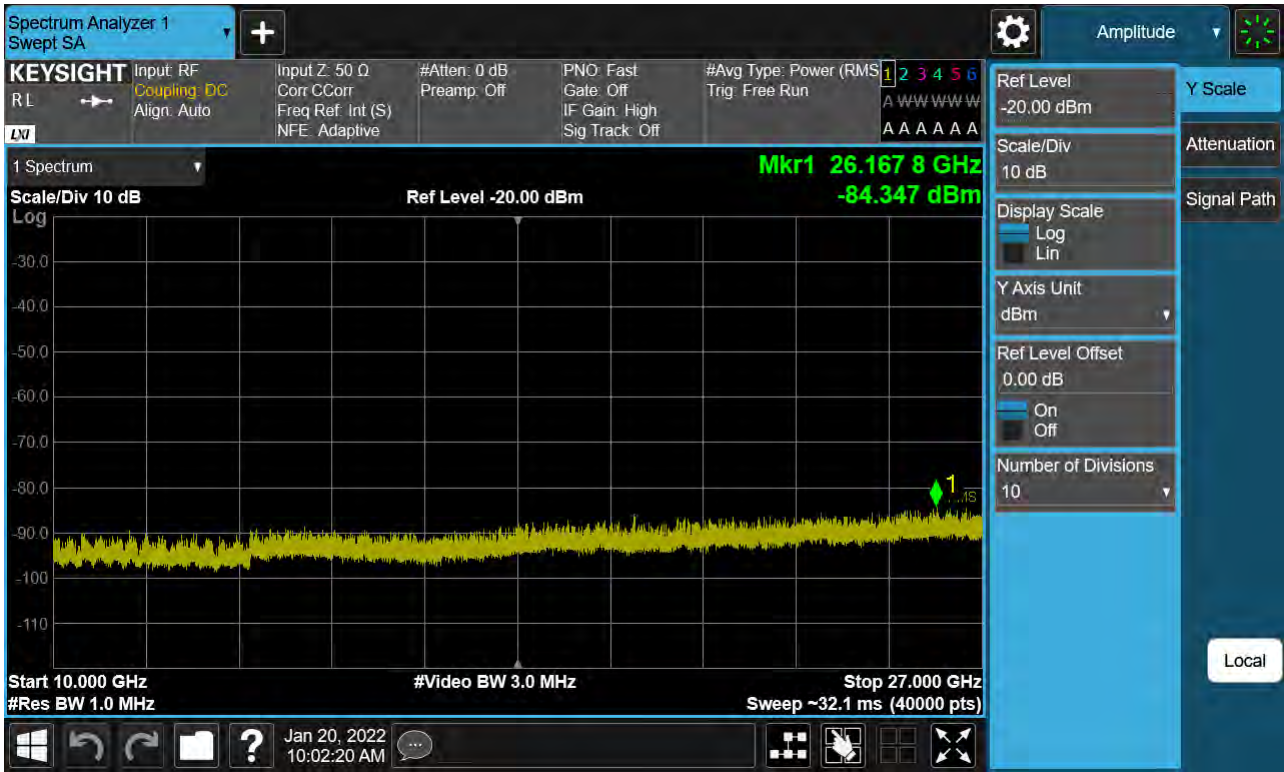 Spectrum Analyzer 1
Swept SA
Amplitude
KEYSIGHT
RL
LXI
Input: RF
Coupling: DC
Align: Auto
Input Z: 50 Ω
Corr CCorr
Freq Ref: Int (S)
NFE: Adaptive
#Atten: 0 dB
Preamp: Off
PNO: Fast
Gate: Off
IF Gain: High
Sig Track: Off
#Avg Type: Power (RMS
Trig: Free Run
1 2 3 4 5 6
A W W W W W
A A A A A A
1 Spectrum
Mkr1 26.167 8 GHz
Scale/Div 10 dB
Ref Level -20.00 dBm
-84.347 dBm
Log
-30.0
-40.0
-50.0
-60.0
-70.0
-80.0
1
-90.0
-100
-110
Start 10.000 GHz
#Video BW 3.0 MHz
Stop 27.000 GHz
#Res BW 1.0 MHz
Sweep ~32.1 ms (40000 pts)
Ref Level
-20.00 dBm
Scale/Div
10 dB
Display Scale
Log
Lin
Y Axis Unit
dBm
Ref Level Offset
0.00 dB
On
Off
Number of Divisions
10
Y Scale
Attenuation
Signal Path
Local
?
Jan 20, 2022
10:02:20 AM